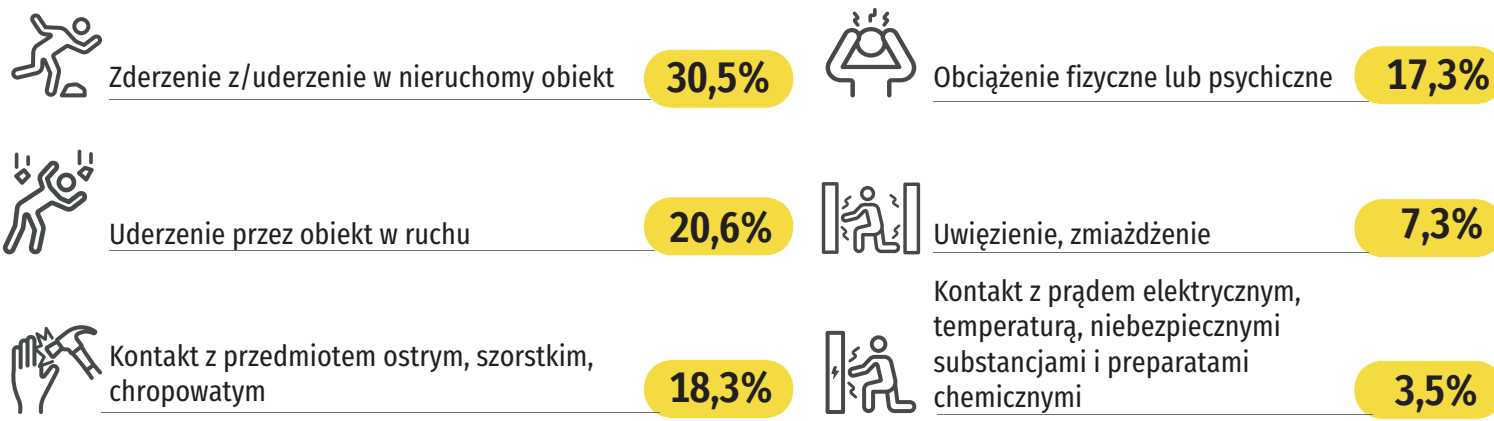 Zderzenie z/uderzenie w nieruchomy obiekt
30,5%
Uderzenie przez obiekt w ruchu
20,6%
Kontakt z przedmiotem ostrym, szorstkim,
chropowatym
18,3%
Obciążenie fizyczne lub psychiczne
17,3%
Uwięzienie, zmiażdżenie
7,3%
Kontakt z prądem elektrycznym,
temperaturą, niebezpiecznymi
substancjami i preparatami
chemicznymi
3,5%